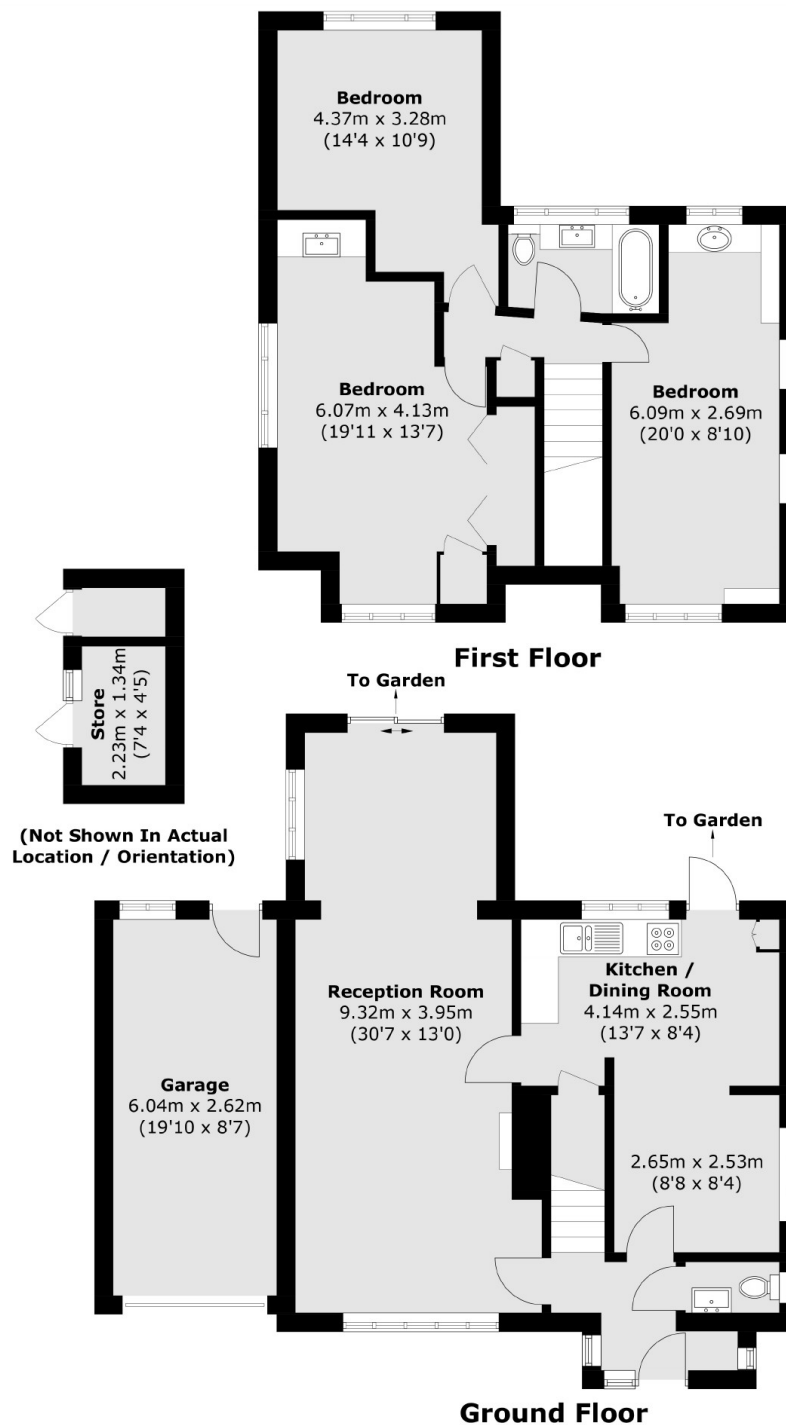 Bedroom
4.37m x 3.28m
(14'4 x 10'9)
Bedroom
6.07m x 4.13m
(19'11 x 13'7)
Bedroom
6.09m x 2.69m
(20'0 x 8'10)
First Floor
Store
2.23m x 1.34m
(7'4 x 4'5)
(Not Shown In Actual
Location / Orientation)
To Garden
To Garden
Reception Room
9.32m x 3.95m
(30'7 x 13'0)
Kitchen /
Dining Room
4.14m x 2.55m
(13'7 x 8'4)
Garage
6.04m x 2.62m
(19'10 x 8'7)
2.65m x 2.53m
(8'8 x 8'4)
Ground Floor